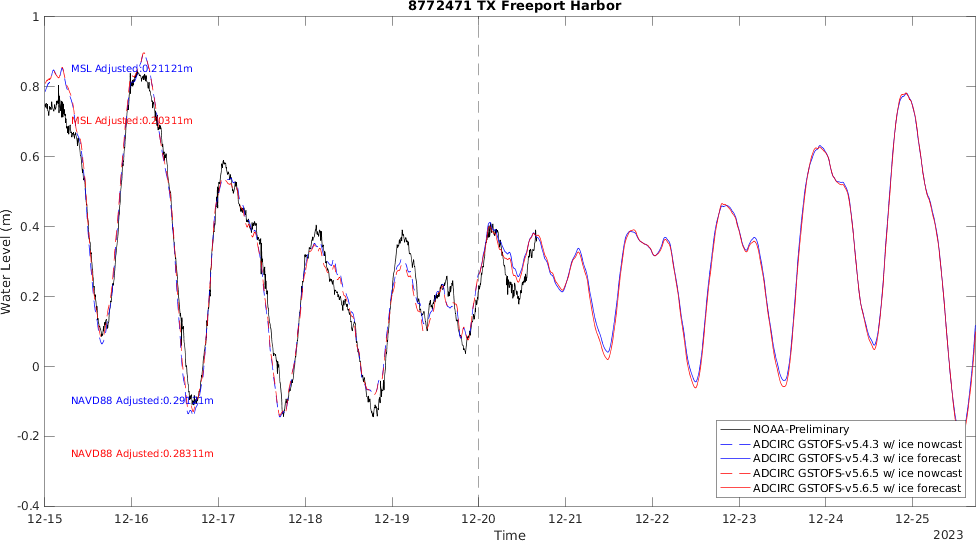 8772471 TX Freeport Harbor
1
0.8
0.6
0.4
0.2
0
-0.2
-0.4
Water Level (m)
MSL Adjusted:0.21121m
MSL Adjusted:0.20311m
NAVD88 Adjusted:0.29121m
NAVD88 Adjusted:0.28311m
NOAA-Preliminary
ADCIRC GSTOFS-v5.4.3 w/ ice nowcast
ADCIRC GSTOFS-v5.4.3 w/ ice forecast
ADCIRC GSTOFS-v5.6.5 w/ ice nowcast
ADCIRC GSTOFS-v5.6.5 w/ ice forecast
12-15 12-16 12-17 12-18 12-19 12-20 12-21 12-22 12-23 12-24 12-25
Time
2023